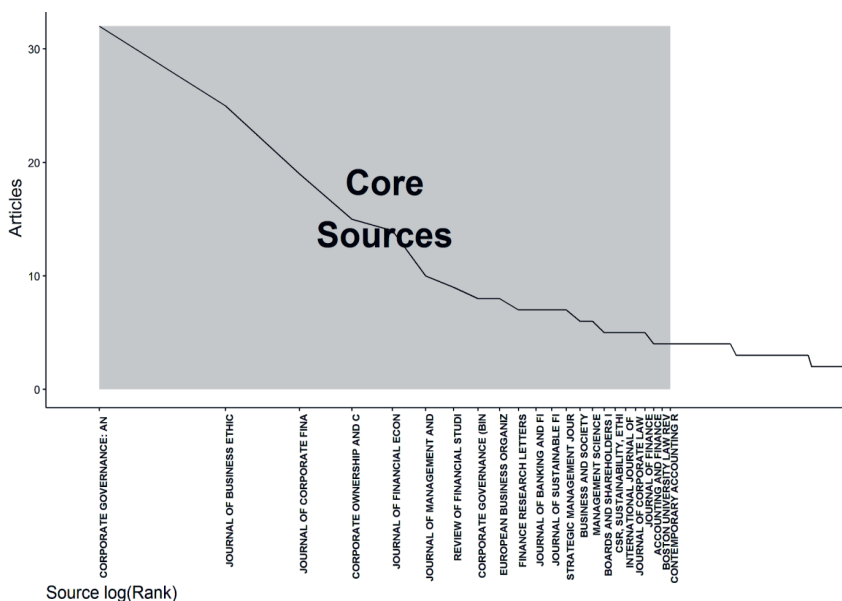 30
20
10
0
Articles
Core
Sources
CORPORATE GOVERNANCE: AN
JOURNAL OF BUSINESS ETHIC
JOURNAL OF CORPORATE FINA
CORPORATE OWNERSHIP AND C
JOURNAL OF FINANCIAL ECON
JOURNAL OF MANAGEMENT AND
REVIEW OF FINANCIAL STUDI
CORPORATE GOVERNANCE (BIN
EUROPEAN BUSINESS ORGANIZ
FINANCE RESEARCH LETTERS
JOURNAL OF BANKING AND FI
JOURNAL OF SUSTAINABLE FI
STRATEGIC MANAGEMENT JOUR
BUSINESS AND SOCIETY
MANAGEMENT SCIENCE
BOARDS AND SHAREHOLDERS I
CSR, SUSTAINABILITY, ETHI
INTERNATIONAL JOURNAL OF
JOURNAL OF CORPORATE LAW
JOURNAL OF FINANCE
ACCOUNTING AND FINANCE
BOSTON UNIVERSITY LAW REV
CONTEMPORARY ACCOUNTING R
Source log(Rank)